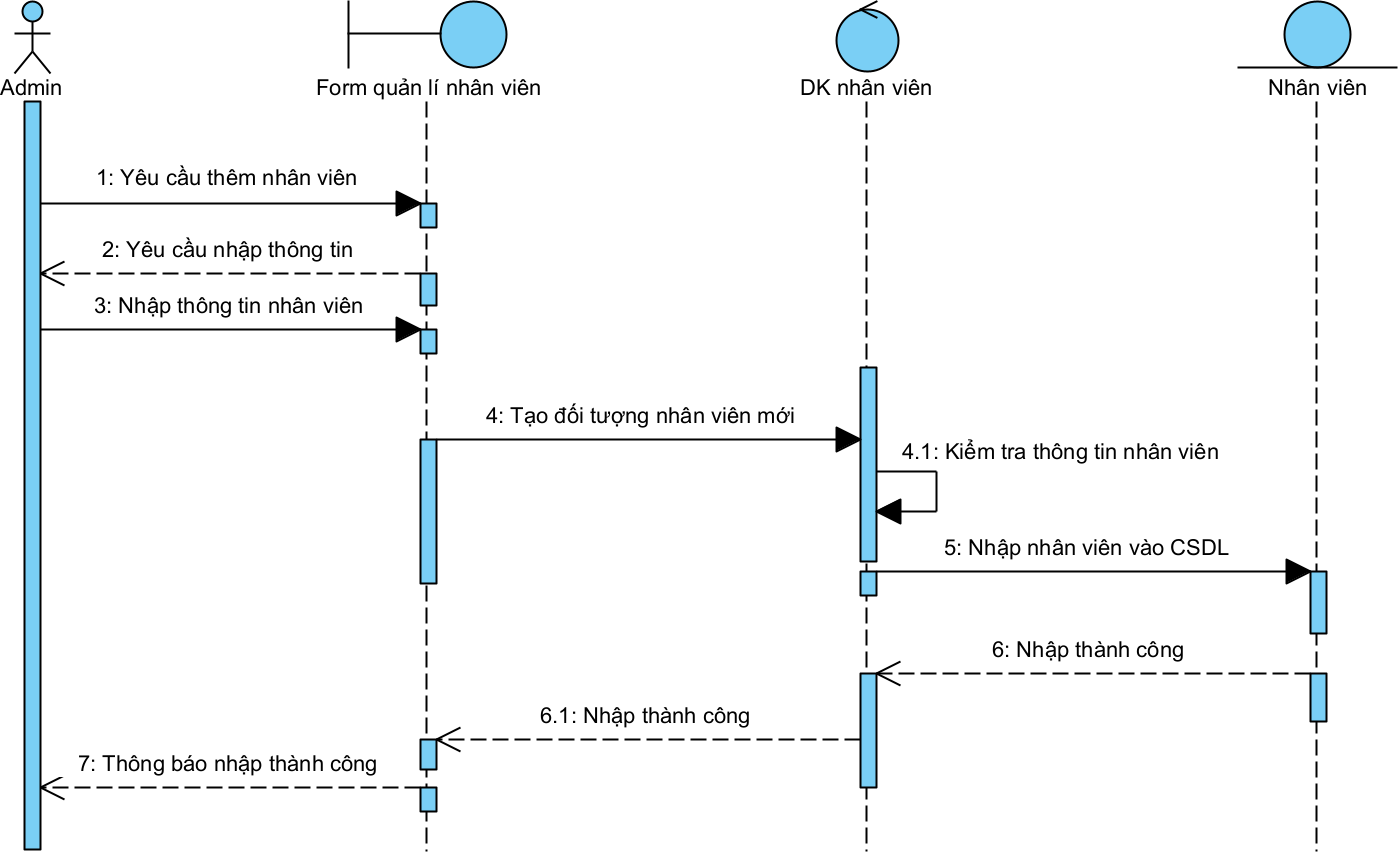 Admin
Form quản lí nhân viên
DK nhân viên
Nhân viên
1: Yêu cầu thêm nhân viên
2: Yêu cầu nhập thông tin
3: Nhập thông tin nhân viên
4: Tạo đối tượng nhân viên mới
4.1: Kiểm tra thông tin nhân viên
5: Nhập nhân viên vào CSDL
6: Nhập thành công
6.1: Nhập thành công
7: Thông báo nhập thành công